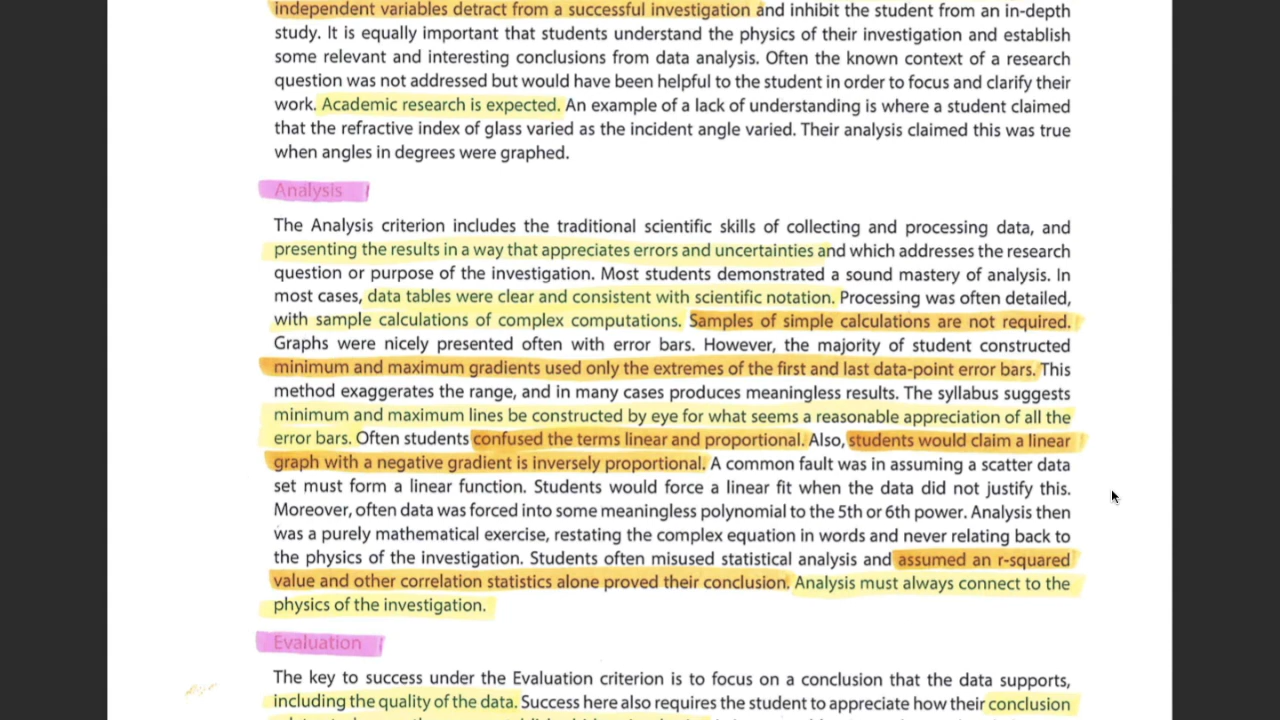 independent variables detract from a successful investigation and inhibit the student from an in-depth
study. It is equally important that students understand the physics of their investigation and establish
some relevant and interesting conclusions from data analysis. Often the known context of a research
question was not addressed but would have been helpful to the student in order to focus and clarify their
work. Academic research is expected. An example of a lack of understanding is where a student claimed
that the refractive index of glass varied as the incident angle varied. Their analysis claimed this was true
when angles in degrees were graphed.
Analysis
The Analysis criterion includes the traditional scientific skills of collecting and processing data, and
presenting the results in a way that appreciates errors and uncertainties and which addresses the research
question or purpose of the investigation. Most students demonstrated a sound mastery of analysis. In
most cases, data tables were clear and consistent with scientific notation. Processing was often detailed,
with sample calculations of complex computations. Samples of simple calculations are not required.
Graphs were nicely presented often with error bars. However, the majority of student constructed
minimum and maximum gradients used only the extremes of the first and last data-point error bars. This
method exaggerates the range, and in many cases produces meaningless results. The syllabus suggests
minimum and maximum lines be constructed by eye for what seems a reasonable appreciation of all the
error bars. Often students confused the terms linear and proportional. Also, students would claim a linear
graph with a negative gradient is inversely proportional. A common fault was in assuming a scatter data
set must form a linear function. Students would force a linear fit when the data did not justify this.
Moreover, often data was forced into some meaningless polynomial to the 5th or 6th power. Analysis then
was a purely mathematical exercise, restating the complex equation in words and never relating back to
the physics of the investigation. Students often misused statistical analysis and assumed an r-squared
value and other correlation statistics alone proved their conclusion. Analysis must always connect to the
physics of the investigation.
Evaluation
The key to success under the Evaluation criterion is to focus on a conclusion that the data supports,
including the quality of the data. Success here also requires the student to appreciate how their conclusion